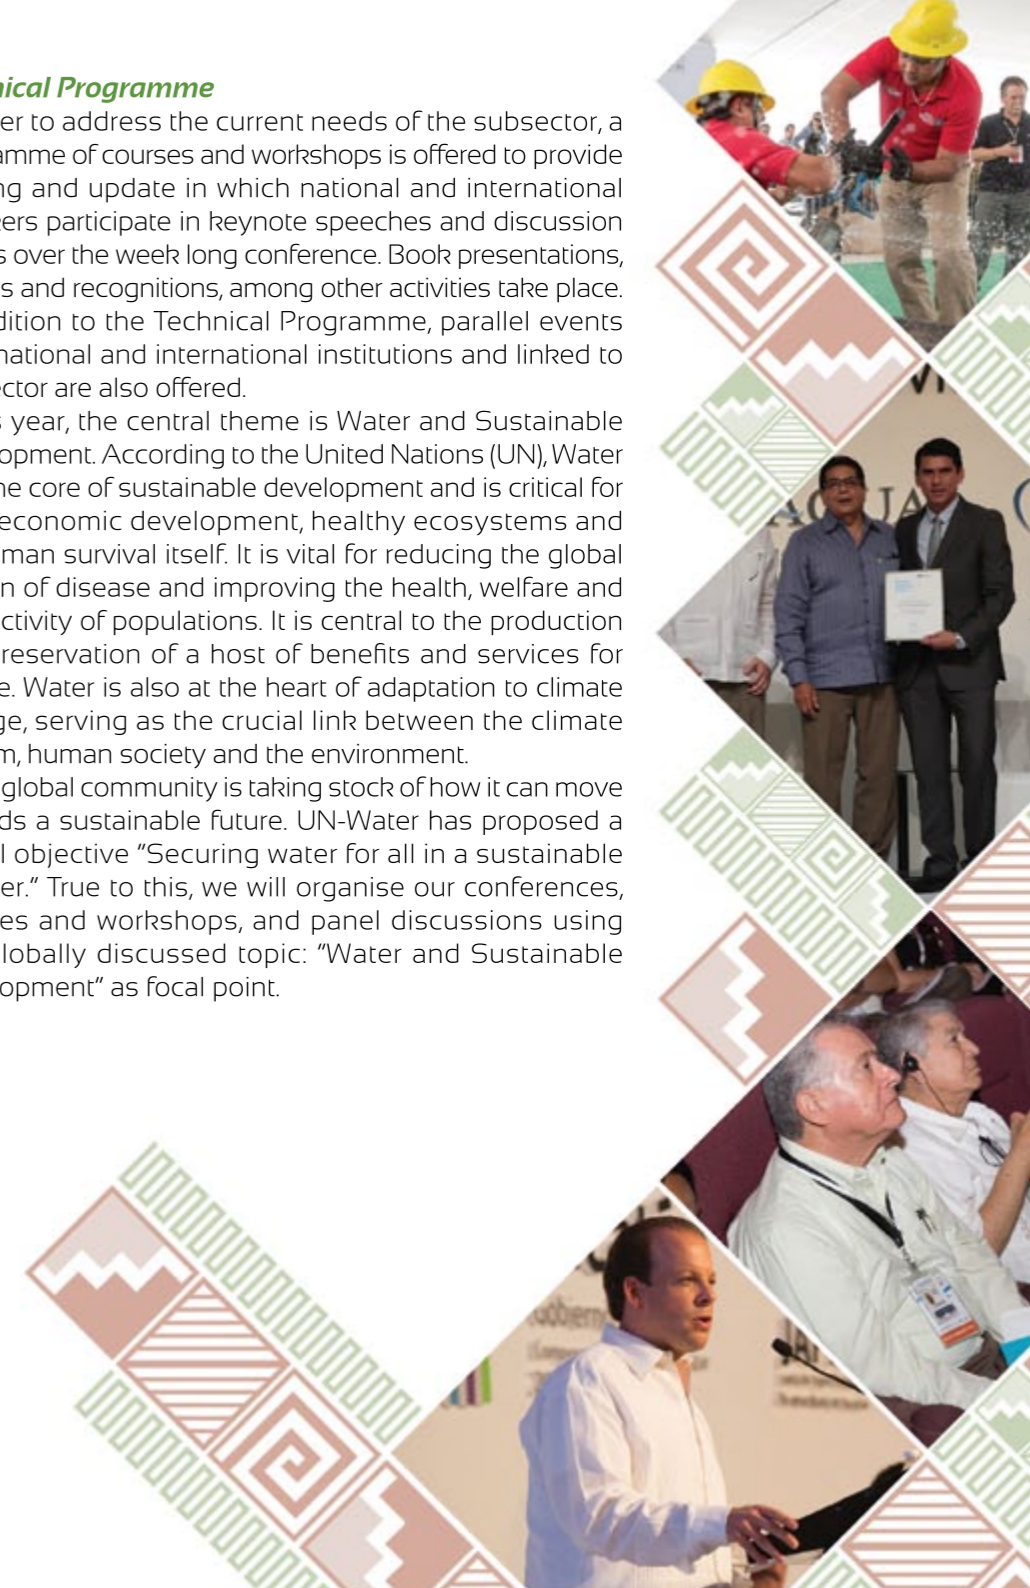 nical Programme
er to address the current needs of the subsector, a
amme of courses and workshops is offered to provide
ng and update in which national and international
ers participate in keynote speeches and discussion
s over the week long conference. Book presentations,
s and recognitions, among other activities take place.
dition to the Technical Programme, parallel events
national and international institutions and linked to
ector are also offered.
s year, the central theme is Water and Sustainable
opment. According to the United Nations (UN), Water
he core of sustainable development and is critical for
economic development, healthy ecosystems and
man survival itself. It is vital for reducing the global
n of disease and improving the health, welfare and
ctivity of populations. It is central to the production
reservation of a host of benefits and services for
e. Water is also at the heart of adaptation to climate
ge, serving as the crucial link between the climate
m, human society and the environment.
global community is taking stock of how it can move
ds a sustainable future. UN-Water has proposed a
l objective “Securing water for all in a sustainable
er.” True to this, we will organise our conferences,
es and workshops, and panel discussions using
lobally discussed topic: “Water and Sustainable
opment” as focal point.
AGUA